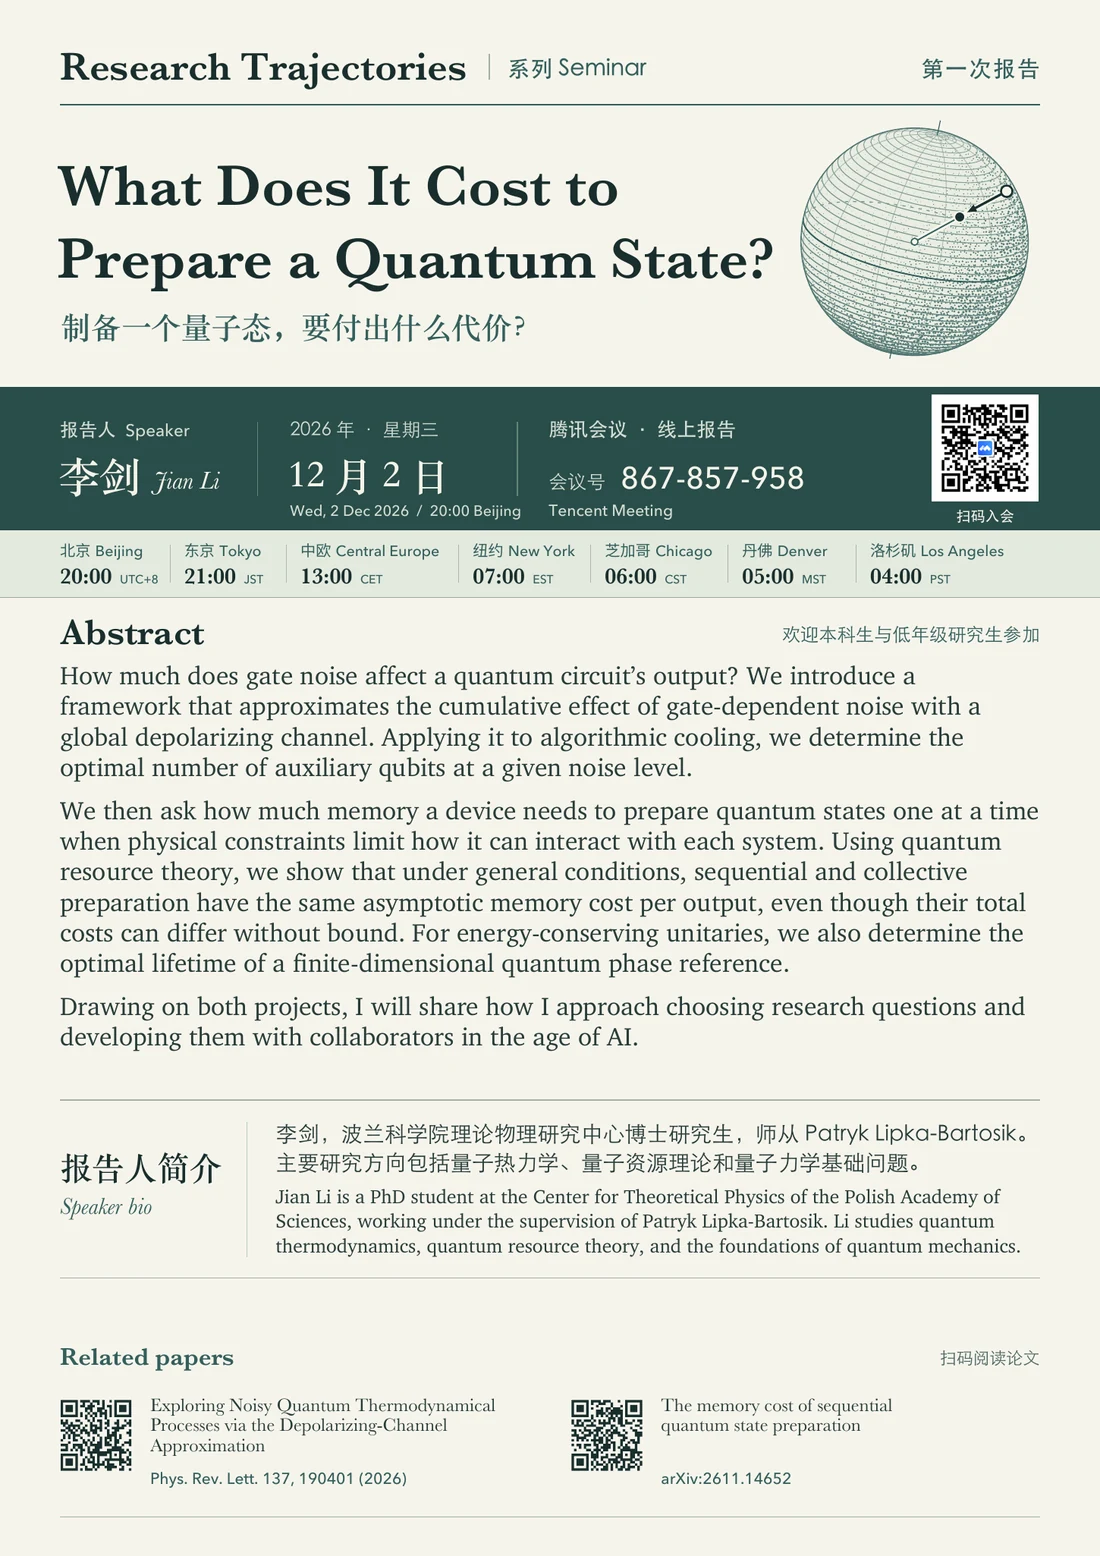 Research Trajectories
系列 Seminar
第一次报告
What Does It Cost to
Prepare a Quantum State?
制备一个量子态，要付出什么代价？
报告人 Speaker
李剑 Jian Li
2026 年 · 星期三
12 月 2 日
Wed, 2 Dec 2026 / 20:00 Beijing
腾讯会议 · 线上报告
会议号 867-857-958
Tencent Meeting
扫码入会
北京 Beijing
20:00 UTC+8
东京 Tokyo
21:00 JST
中欧 Central Europe
13:00 CET
纽约 New York
07:00 EST
芝加哥 Chicago
06:00 CST
丹佛 Denver
05:00 MST
洛杉矶 Los Angeles
04:00 PST
Abstract
欢迎本科生与低年级研究生参加
How much does gate noise affect a quantum circuit’s output? We introduce a
framework that approximates the cumulative effect of gate-dependent noise with a
global depolarizing channel. Applying it to algorithmic cooling, we determine the
optimal number of auxiliary qubits at a given noise level.
We then ask how much memory a device needs to prepare quantum states one at a time
when physical constraints limit how it can interact with each system. Using quantum
resource theory, we show that under general conditions, sequential and collective
preparation have the same asymptotic memory cost per output, even though their total
costs can differ without bound. For energy-conserving unitaries, we also determine the
optimal lifetime of a finite-dimensional quantum phase reference.
Drawing on both projects, I will share how I approach choosing research questions and
developing them with collaborators in the age of AI.
报告人简介
Speaker bio
李剑，波兰科学院理论物理研究中心博士研究生，师从 Patryk Lipka-Bartosik。
主要研究方向包括量子热力学、量子资源理论和量子力学基础问题。
Jian Li is a PhD student at the Center for Theoretical Physics of the Polish Academy of
Sciences, working under the supervision of Patryk Lipka-Bartosik. Li studies quantum
thermodynamics, quantum resource theory, and the foundations of quantum mechanics.
Related papers
扫码阅读论文
Exploring Noisy Quantum Thermodynamical
Processes via the Depolarizing-Channel
Approximation
Phys. Rev. Lett. 137, 190401 (2026)
The memory cost of sequential
quantum state preparation
arXiv:2611.14652